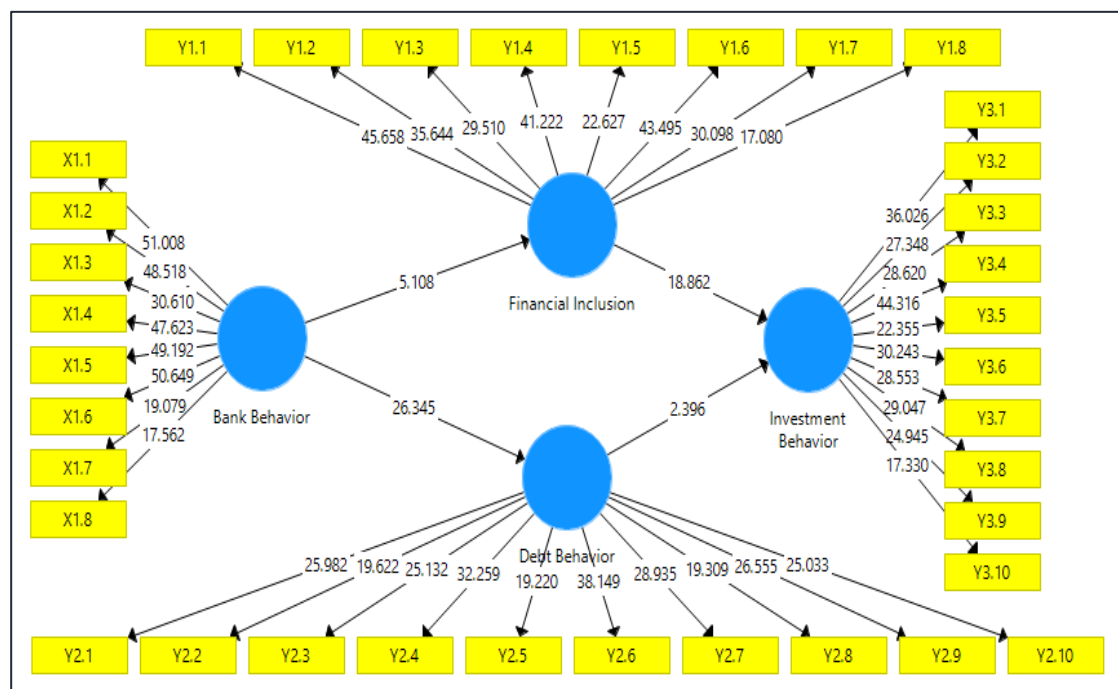 Y1.1
Y1.2
Y1.3
Y1.4
Y1.5
Y1.6
Y1.7
Y1.8
45.658
35.644
29.510
41.222
22.627
43.495
30.098
17.080
X1.1
X1.2
X1.3
X1.4
X1.5
X1.6
X1.7
X1.8
51.008
48.518
30.610
47.623
49.192
50.649
19.079
17.562
Bank Behavior
5.108
26.345
Financial Inclusion
18.862
2.396
Investment
Behavior
36.026
27.348
28.620
44.316
22.355
30.243
28.553
29.047
24.945
17.330
Y3.1
Y3.2
Y3.3
Y3.4
Y3.5
Y3.6
Y3.7
Y3.8
Y3.9
Y3.10
Debt Behavior
25.982
19.622
25.132
32.259
19.220
38.149
28.935
19.309
26.555
25.033
Y2.1
Y2.2
Y2.3
Y2.4
Y2.5
Y2.6
Y2.7
Y2.8
Y2.9
Y2.10